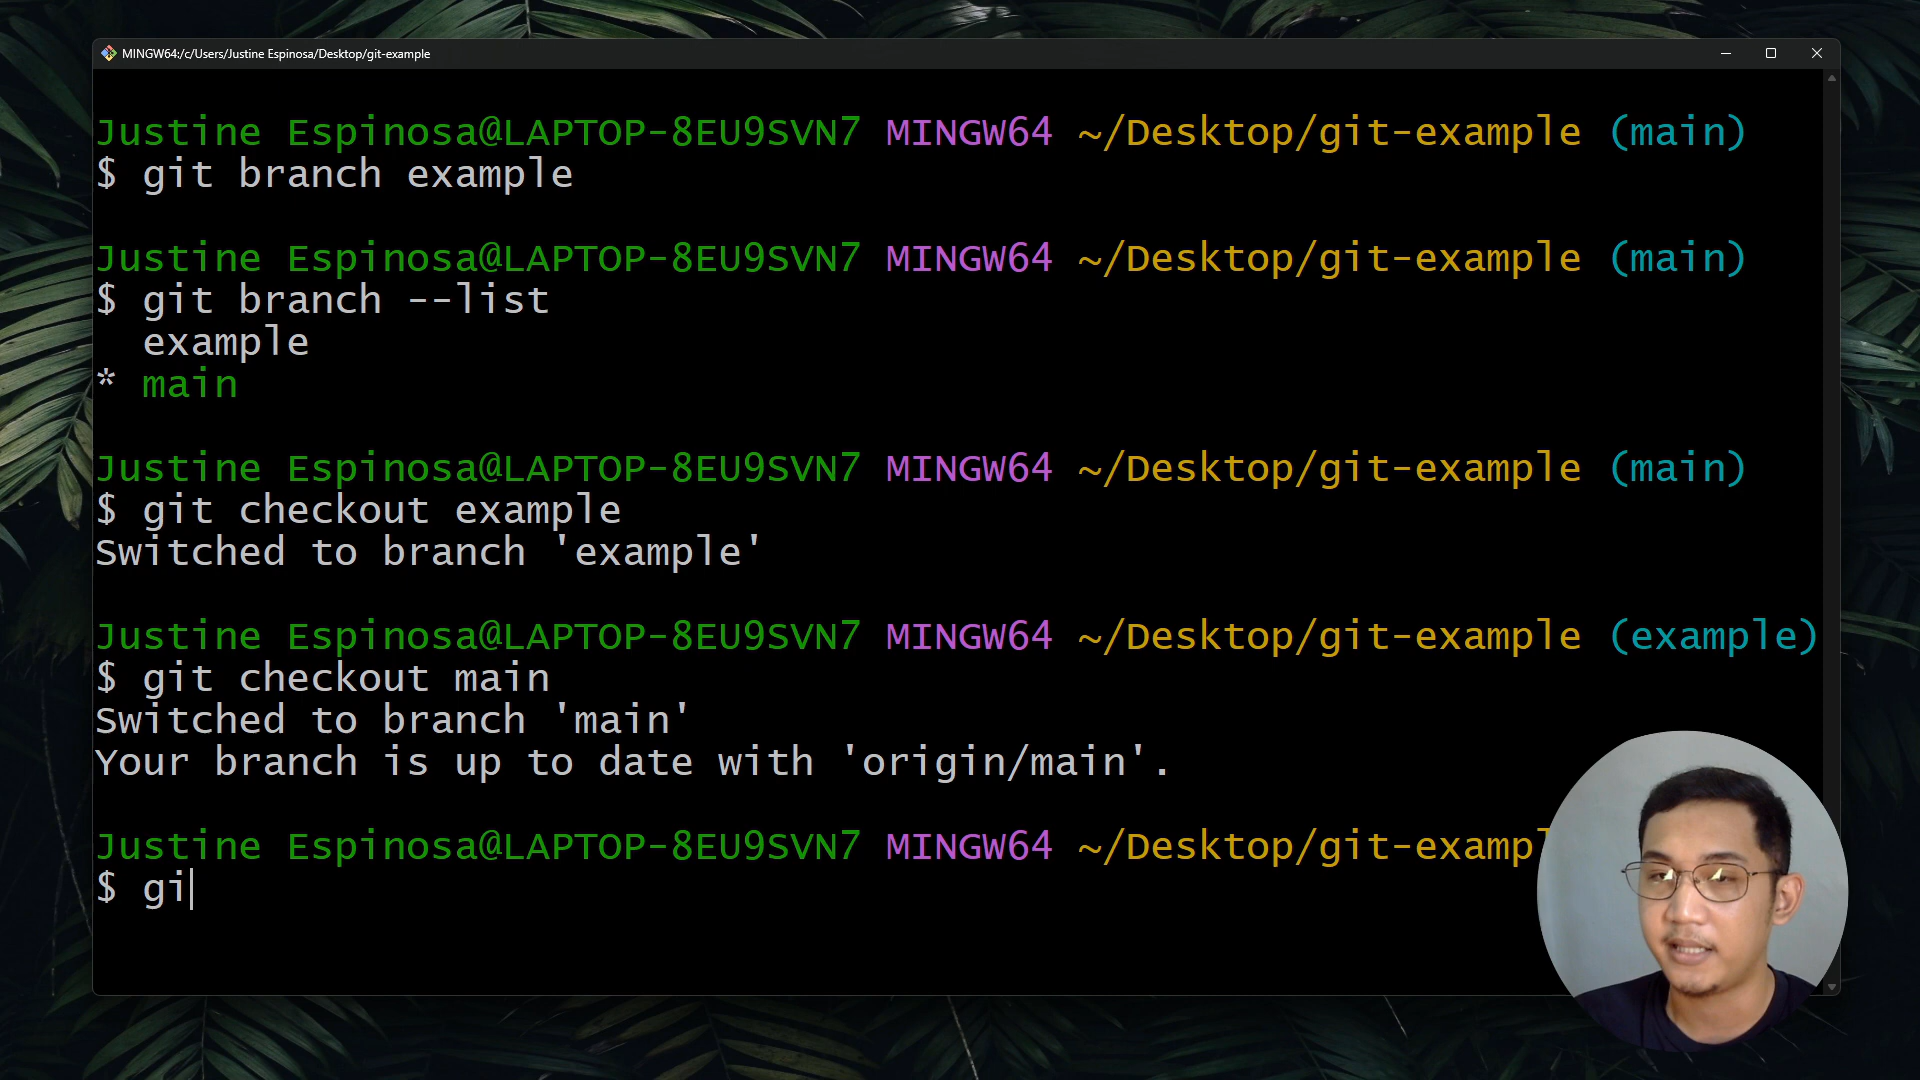 MINGW64:/c/Users/Justine Espinosa/Desktop/git-example
Justine Espinosa@LAPTOP-8EU9SVN7 MINGW64 ~/Desktop/git-example (main)
$ git branch example
Justine Espinosa@LAPTOP-8EU9SVN7 MINGW64 ~/Desktop/git-example (main)
$ git branch --list
example
* main
Justine Espinosa@LAPTOP-8EU9SVN7 MINGW64 ~/Desktop/git-example (main)
$ git checkout example
Switched to branch 'example'
Justine Espinosa@LAPTOP-8EU9SVN7 MINGW64 ~/Desktop/git-example (example)
$ git checkout main
Switched to branch 'main'
Your branch is up to date with 'origin/main'.
Justine Espinosa@LAPTOP-8EU9SVN7 MINGW64 ~/Desktop/git-exampl
$ gi